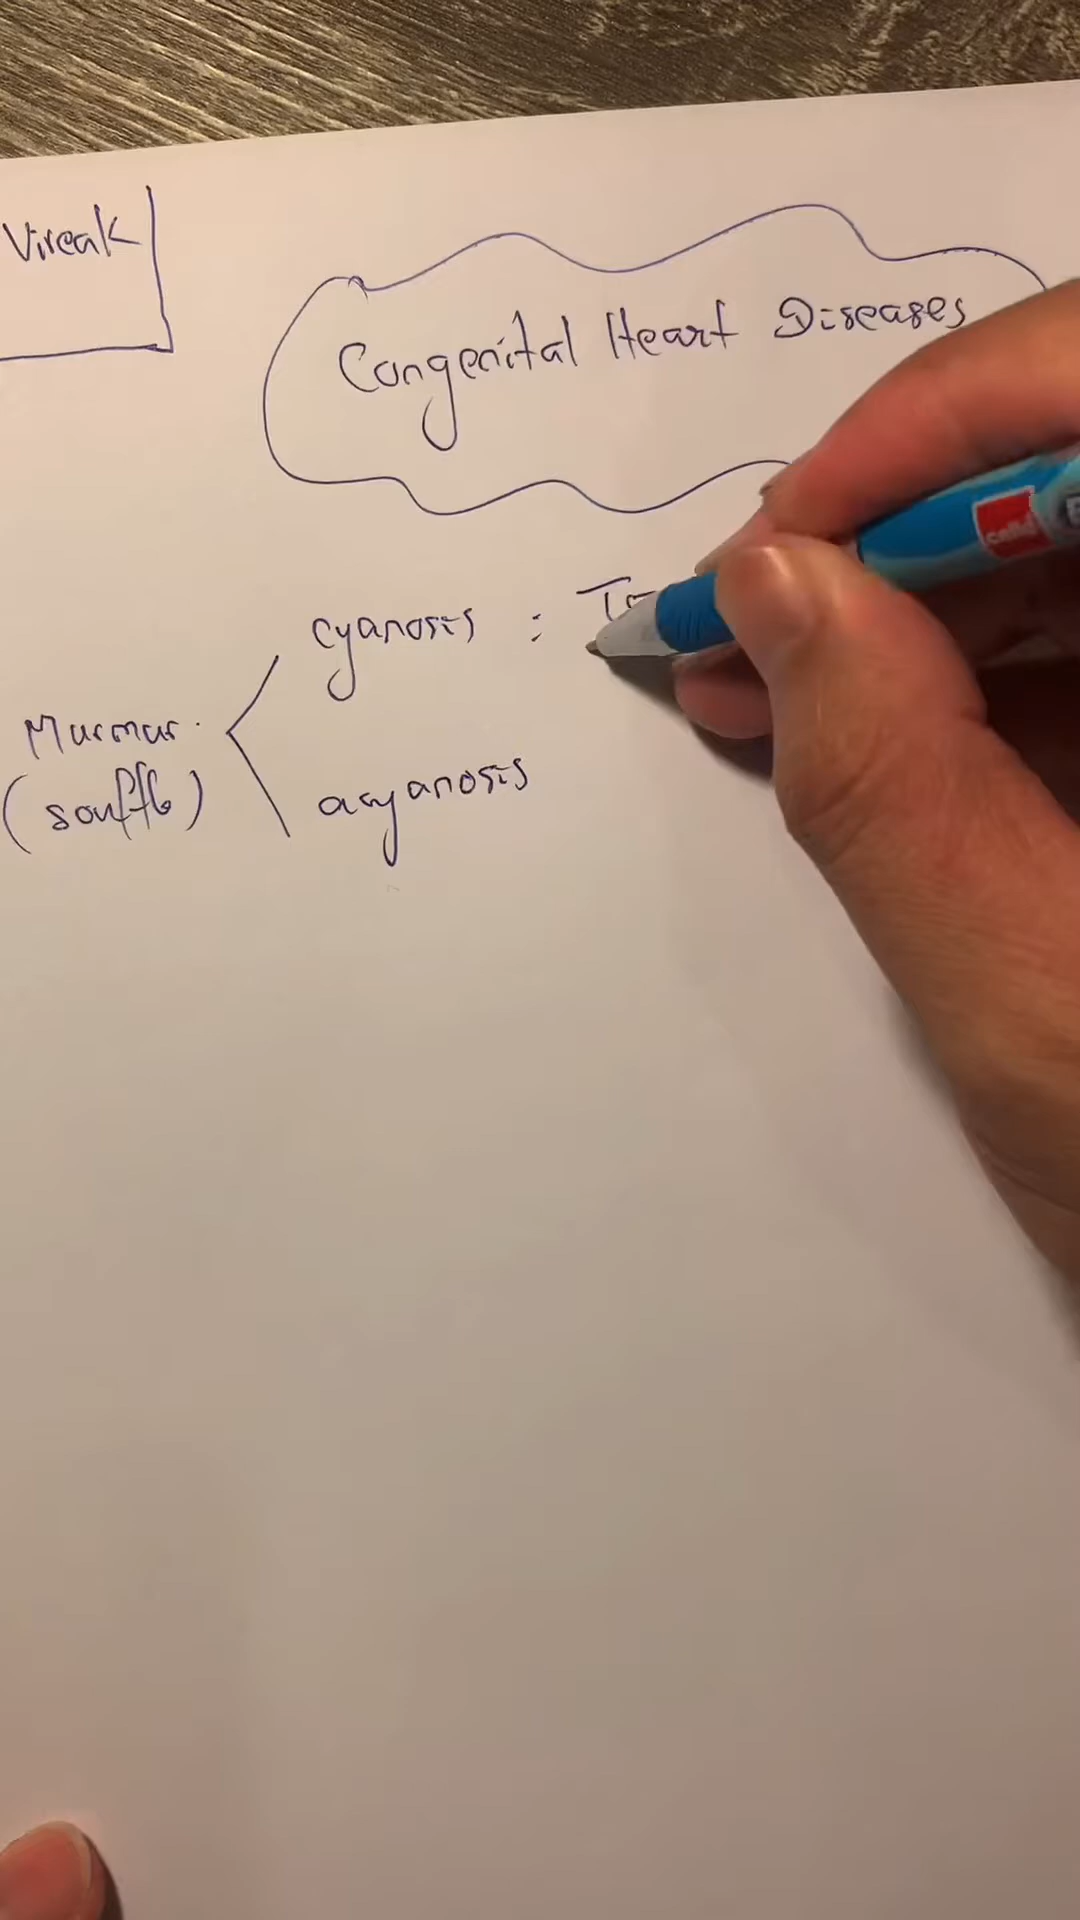 Vireak
Congenital Heart Diseases
cyanosis :
Murmur
(souffle)
acyanosis